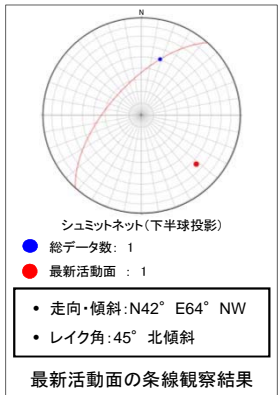 N
シュミットネット(下半球投影)
総データ数: 1
最新活動面 : 1
• 走向・傾斜:N42° E64° NW
• レイク角:45° 北傾斜
最新活動面の条線観察結果